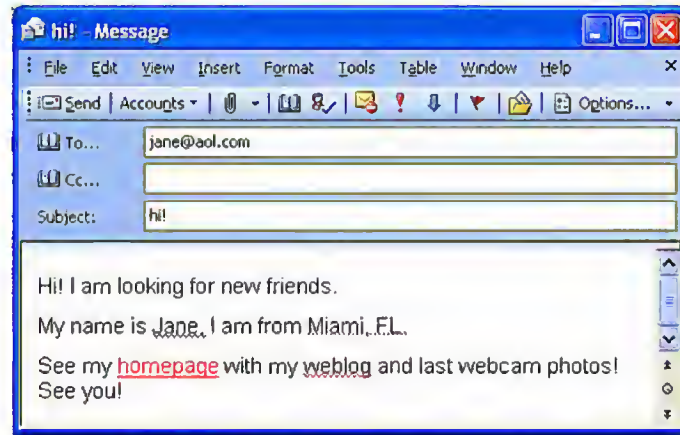 hi! - Message
File Edit View Insert Format Tools Table Window Help
Send Accounts Options...
To... jane@aol.com
Cc...
Subject: hi!
Hi! I am looking for new friends.
My name is Jane, I am from Miami, FL.
See my homepage with my weblog and last webcam photos!
See you!